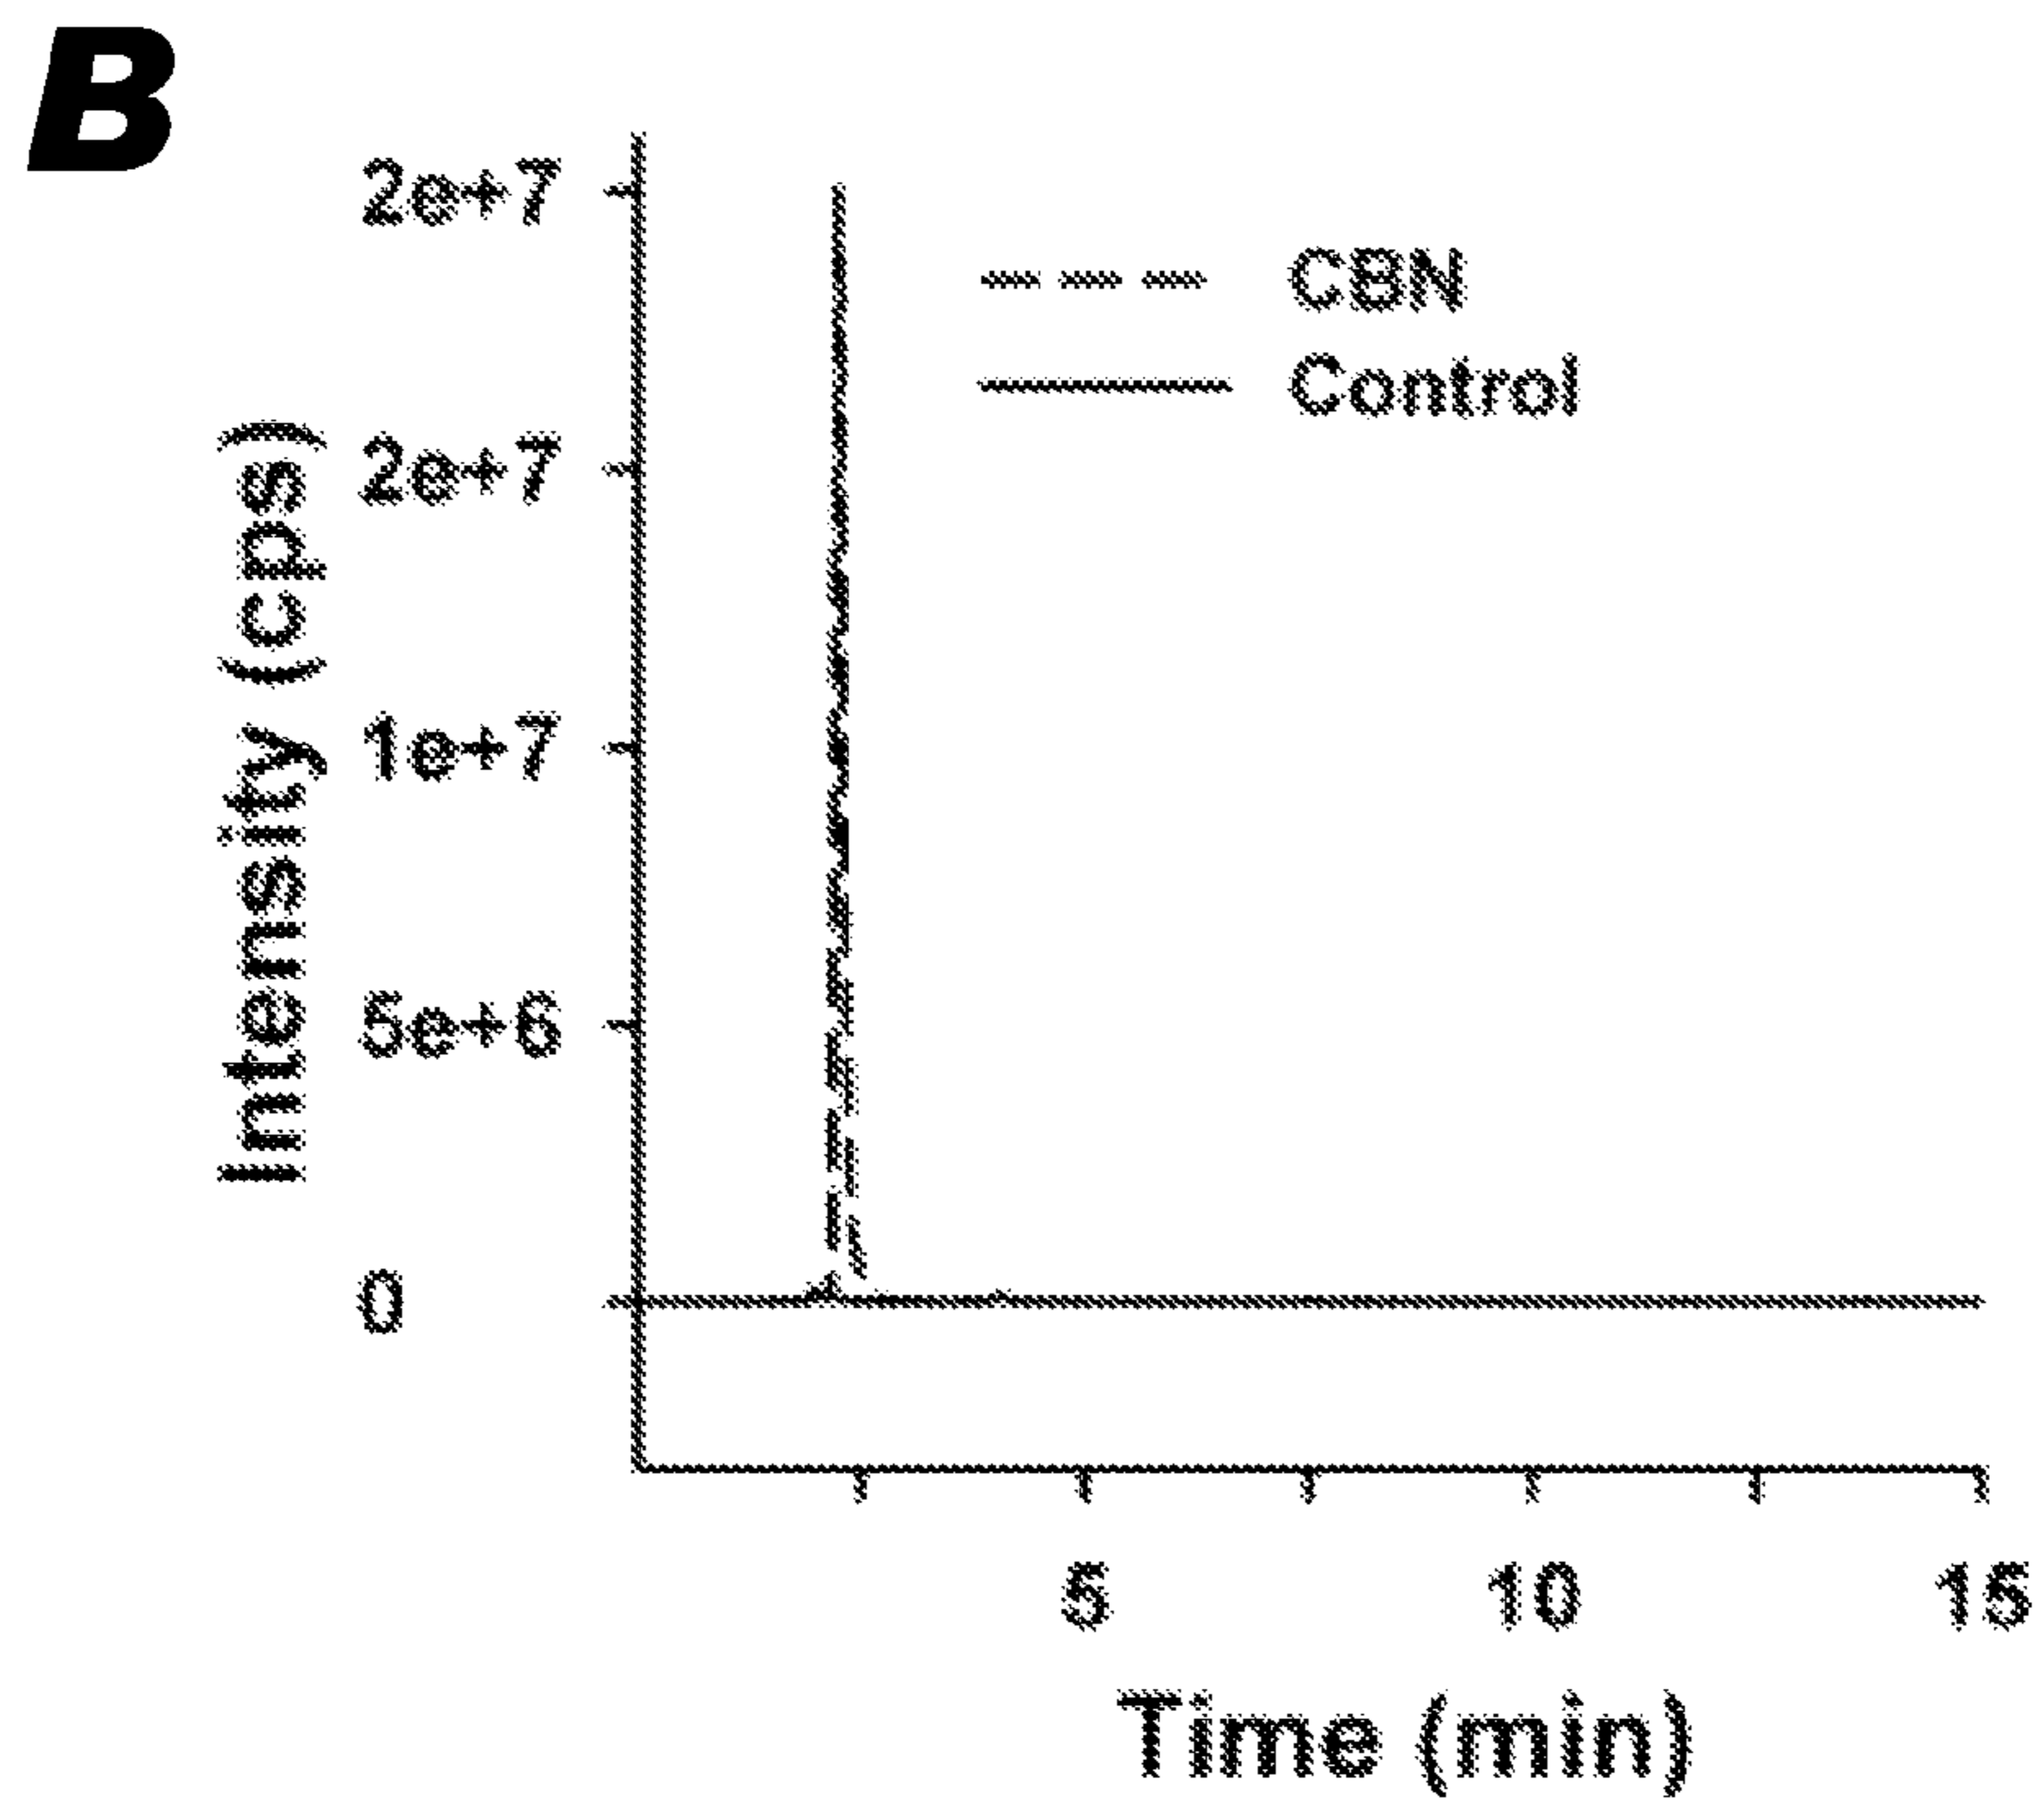 B
2e+7
2e+7
1e+7
5e+6
0
Intensity (cps)
CBN
Control
5
10
15
Time (min)